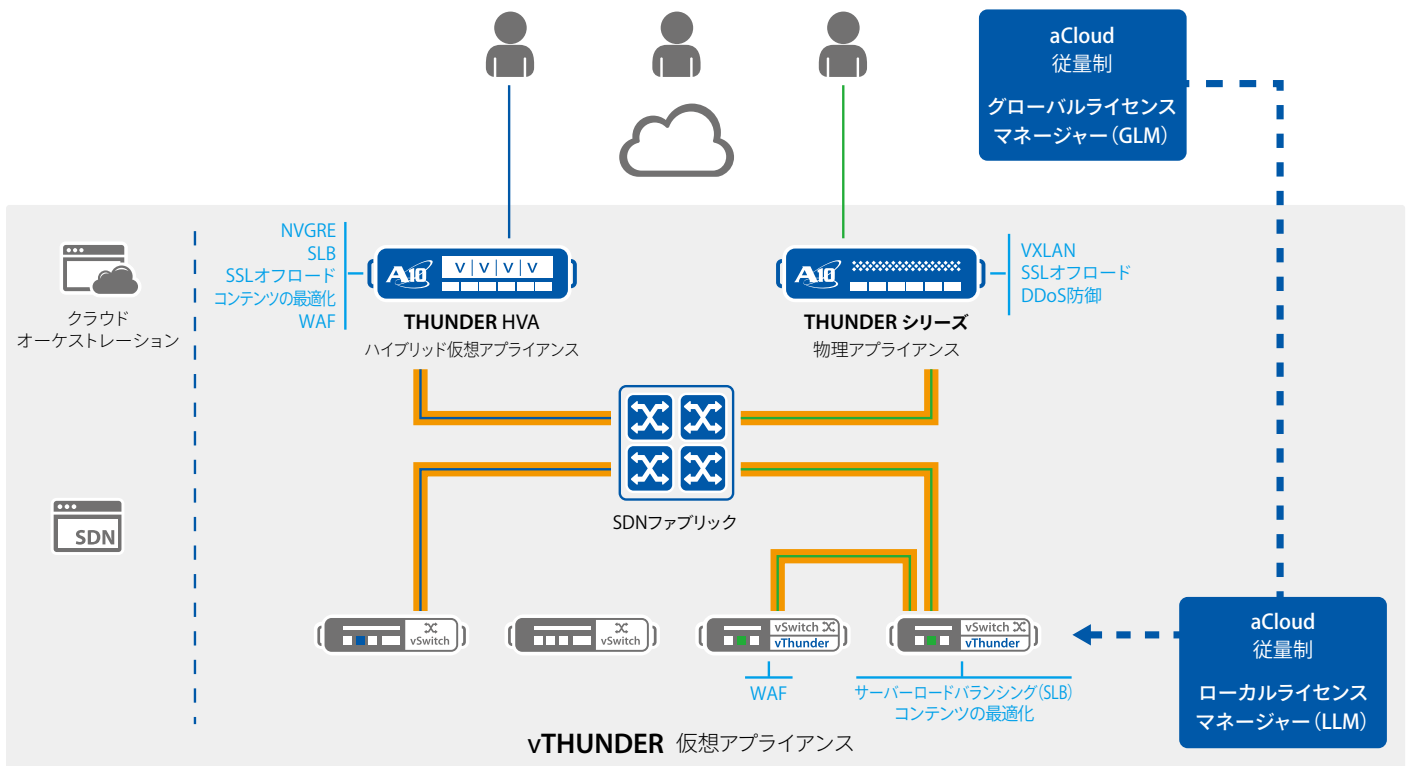 aCloud
従量制
グローバルライセンス
マネージャー(GLM)
クラウド
オーケストレーション
NVGRE
SLB
SSLオフロード
コンテンツの最適化
WAF
A10
V | V | V | V
THUNDER HVA
ハイブリッド仮想アプライアンス
A10
THUNDER シリーズ
物理アプライアンス
VXLAN
SSLオフロード
DDoS防御
SDNファブリック
SDN
vSwitch
vSwitch
vSwitch
vThunder
vSwitch
vThunder
WAF
サーバーロードバランシング(SLB)
コンテンツの最適化
aCloud
従量制
ローカルライセンス
マネージャー(LLM)
vTHUNDER 仮想アプライアンス